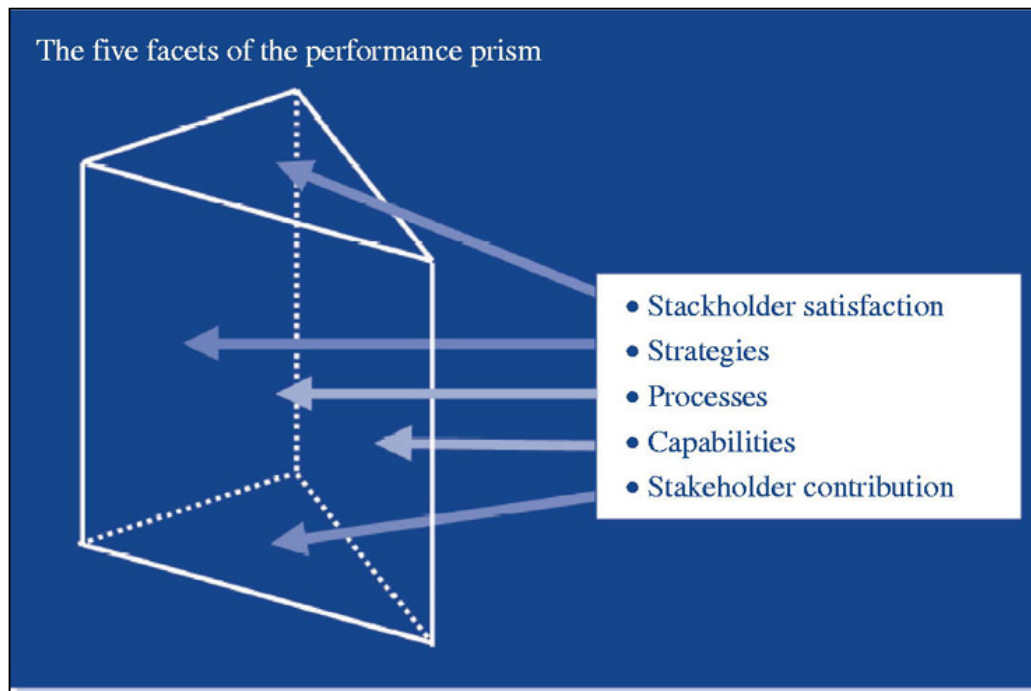 The five facets of the performance prism
• Stackholder satisfaction
• Strategies
• Processes
• Capabilities
• Stakeholder contribution